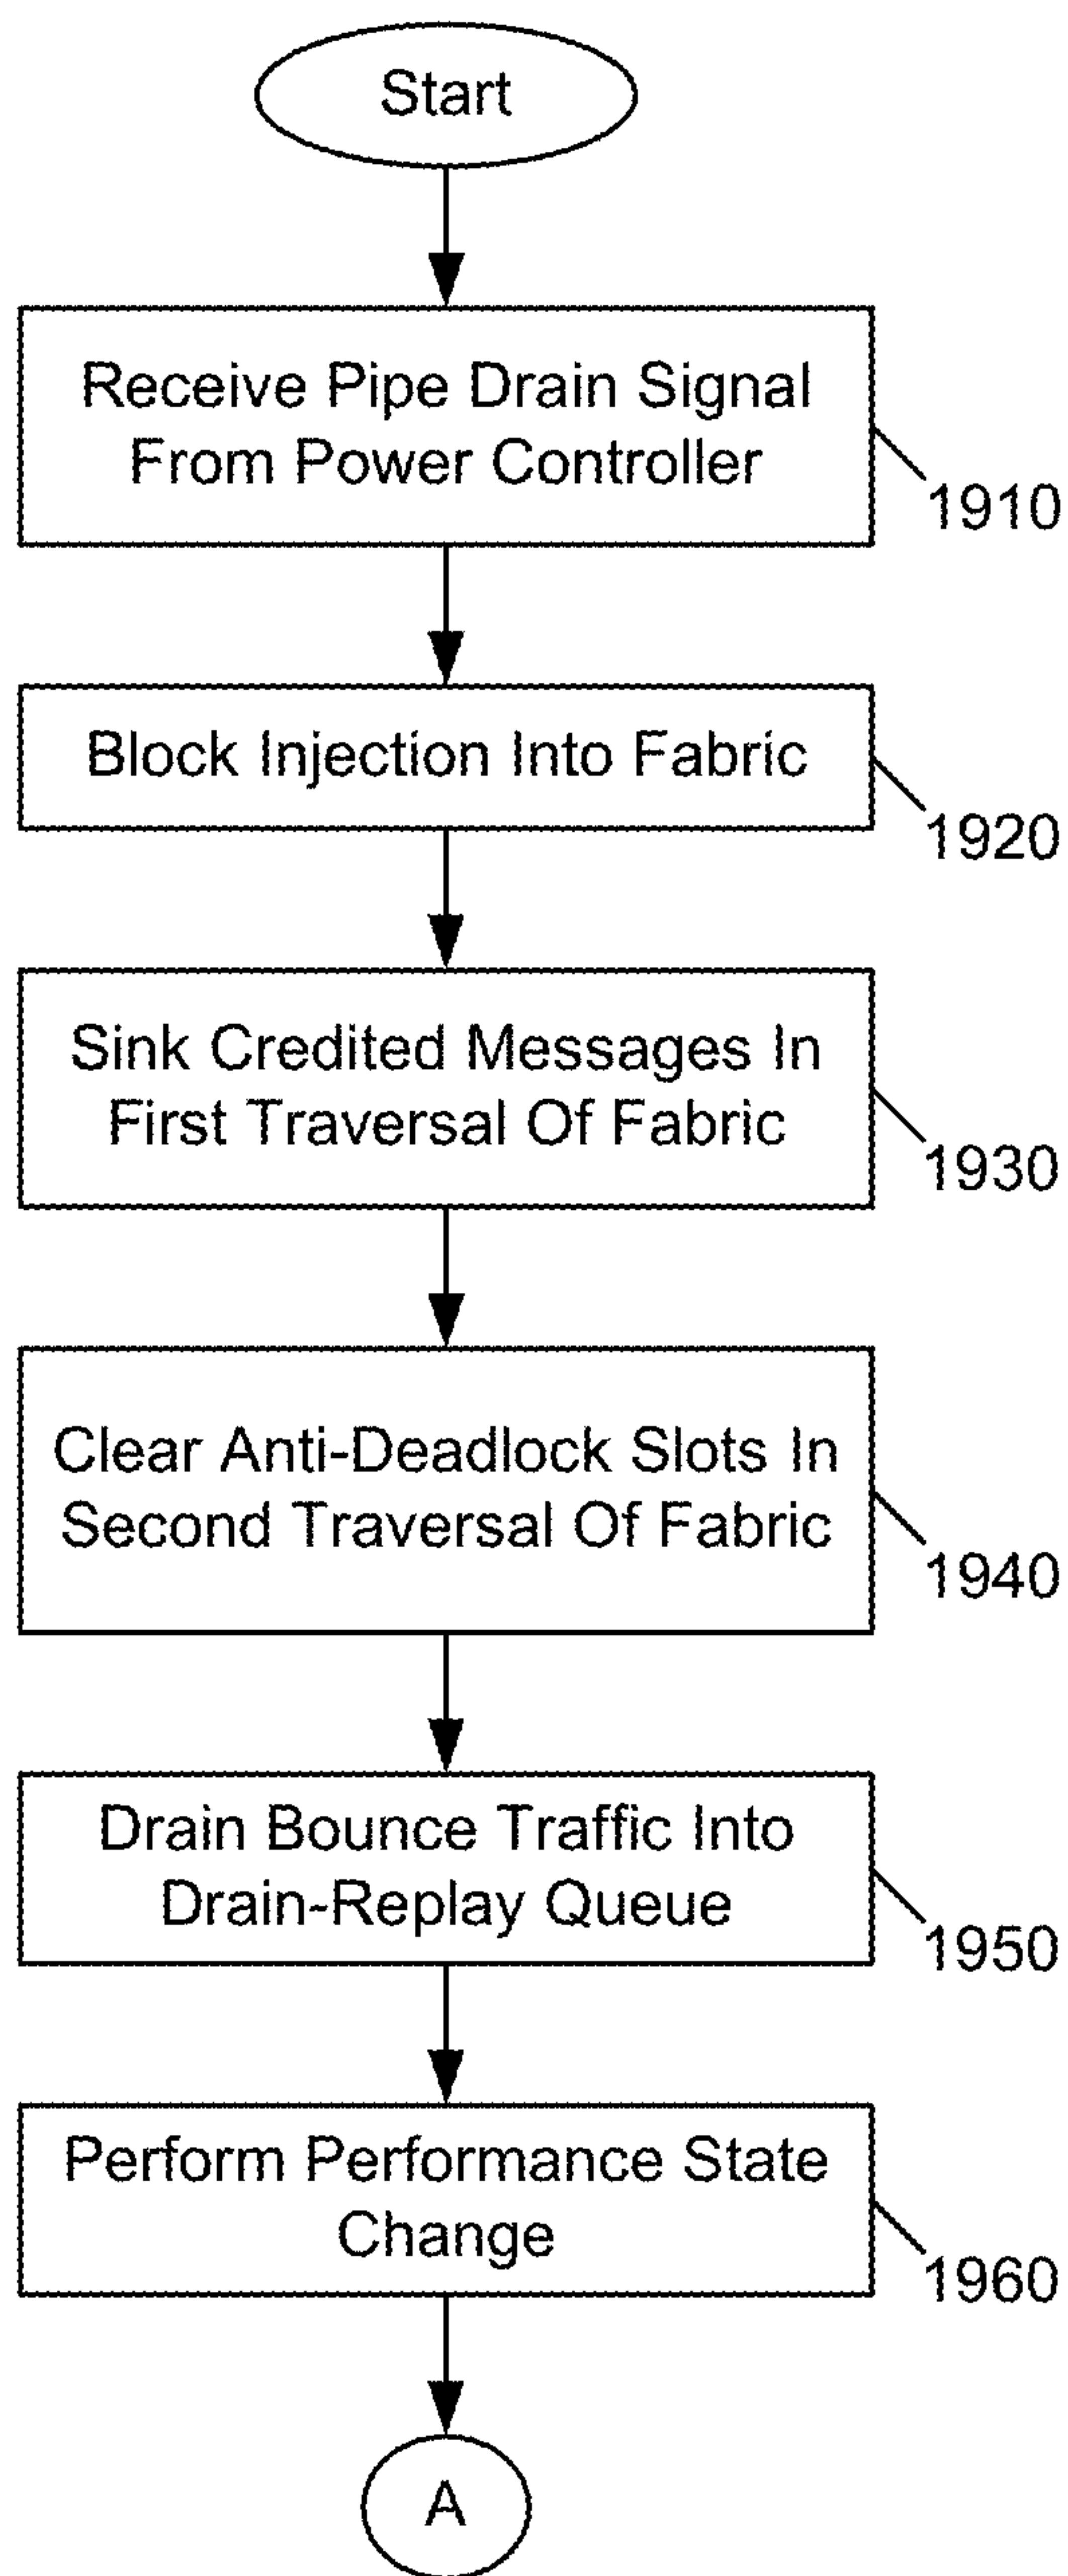 Start
Receive Pipe Drain Signal
From Power Controller
1910
Block Injection Into Fabric
1920
Sink Credited Messages In
First Traversal Of Fabric
1930
Clear Anti-Deadlock Slots In
Second Traversal Of Fabric
1940
Drain Bounce Traffic Into
Drain-Replay Queue
1950
Perform Performance State
Change
1960
A